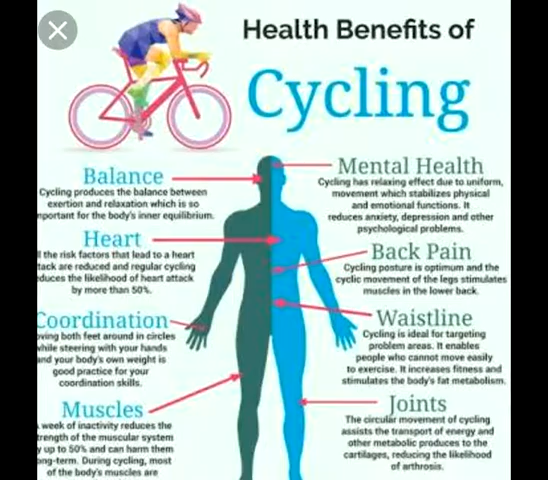 Health Benefits of
Cycling
Balance
Cycling produces the balance between
exertion and relaxation which is so
mportant for the body's inner equilibrium.
Heart
l the risk factors that lead to a heart
tack are reduced and regular cycling
duces the likelihood of heart attack
by more than 50%.
Coordination
oving both feet around in circles
while steering with your hands
and your body's own weight is
good practice for your
coordination skills.
Muscles
week of inactivity reduces the
trength of the muscular system
y up to 50% and can harm them
ong-term. During cycling, most
of the body's muscles are
Mental Health
Cycling has relaxing effect due to uniform,
movement which stabilizes physical
and emotional functions. It
reduces anxiety, depression and other
psychological problems.
Back Pain
Cycling posture is optimum and the
cyclic movement of the legs stimulates
muscles in the lower back.
Waistline
Cycling is ideal for targeting
problem areas. It enables
people who cannot move easily
to exercise. It increases fitness and
stimulates the body's fat metabolism.
Joints
The circular movement of cycling
assists the transport of energy and
other metabolic produces to the
cartilages, reducing the likelihood
of arthrosis.